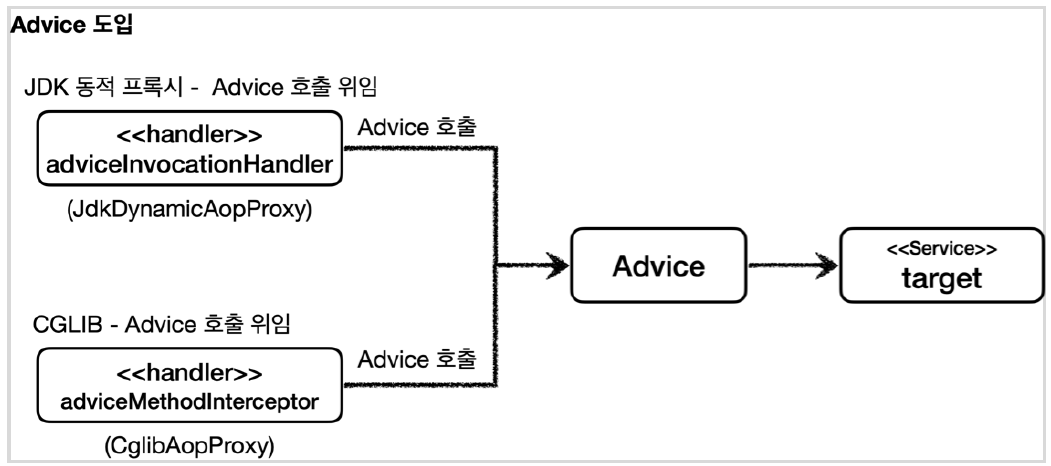 Advice 도입
JDK 동적 프록시 - Advice 호출 위임
<<handler>>
adviceInvocationHandler
(JdkDynamicAopProxy)
Advice 호출
CGLIB - Advice 호출 위임
<<handler>>
adviceMethodInterceptor
(CglibAopProxy)
Advice 호출
Advice
<<Service>>
target